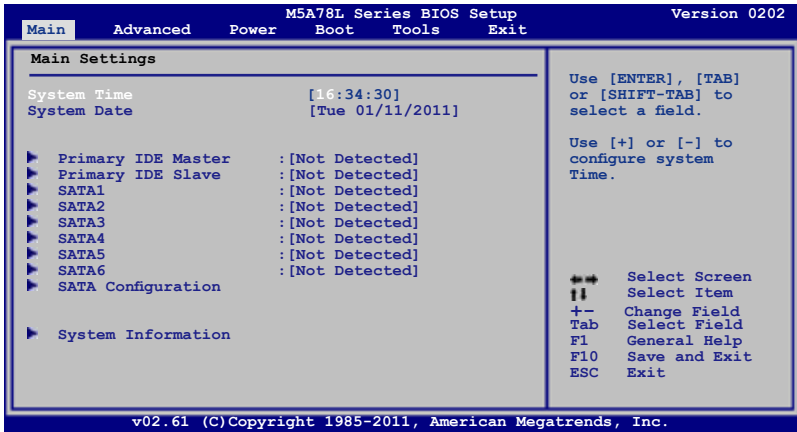 M5A78L Series BIOS Setup Version 0202
Main Advanced Power Boot Tools Exit
Main Settings
System Time [16:34:30]
System Date [Tue 01/11/2011]
Primary IDE Master :[Not Detected]
Primary IDE Slave :[Not Detected]
SATA1 :[Not Detected]
SATA2 :[Not Detected]
SATA3 :[Not Detected]
SATA4 :[Not Detected]
SATA5 :[Not Detected]
SATA6 :[Not Detected]
SATA Configuration
System Information
Use [ENTER], [TAB]
or [SHIFT-TAB] to
select a field.
Use [+] or [-] to
configure system
Time.
←→ Select Screen
↑↓ Select Item
+- Change Field
Tab Select Field
F1 General Help
F10 Save and Exit
ESC Exit
v02.61 (C)Copyright 1985-2011, American Megatrends, Inc.